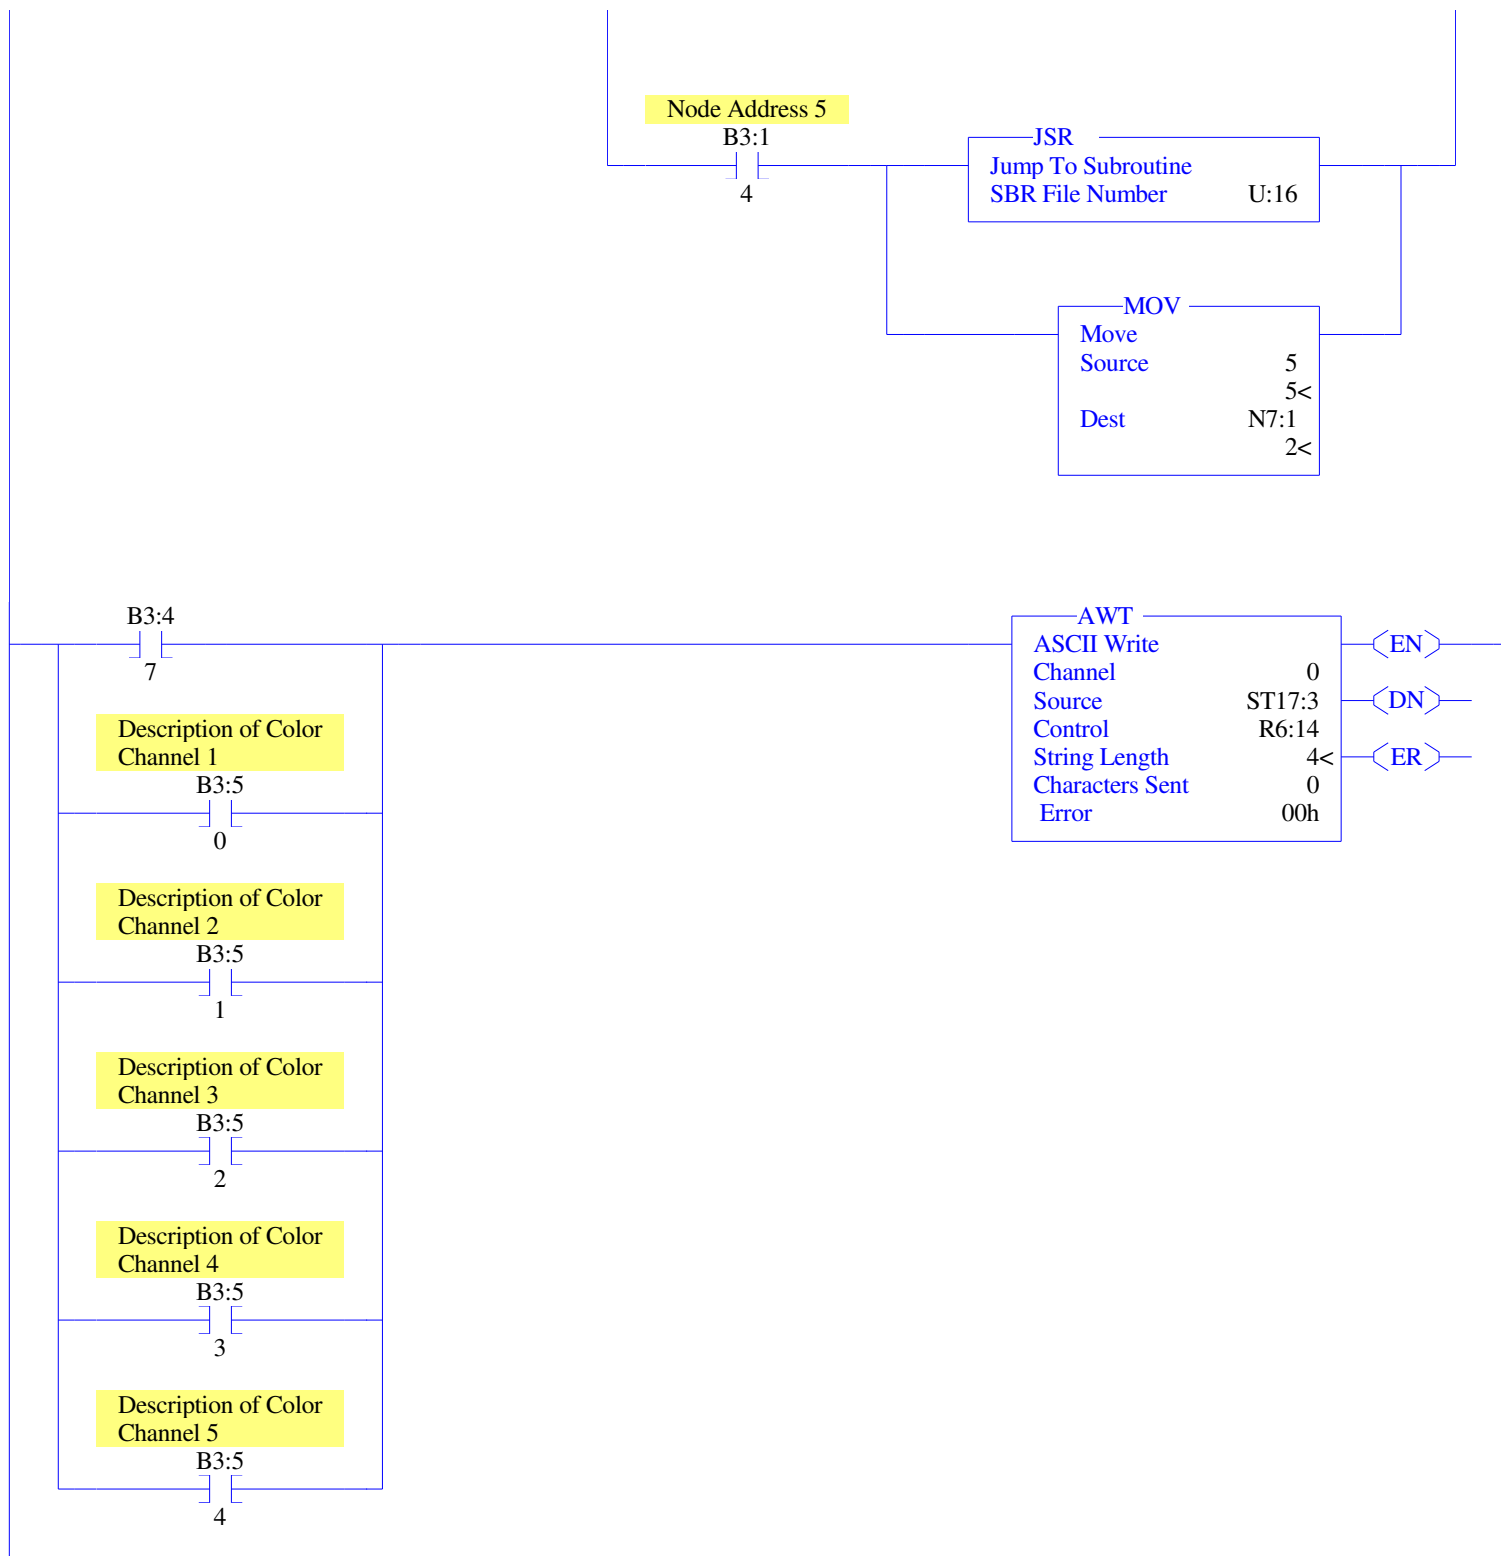 Node Address 5
B3:1
4
JSR
Jump To Subroutine
SBR File Number U:16
MOV
Move
Source 5
5<
Dest N7:1
2<
B3:4
7
AWT
ASCII Write
Channel 0
Source ST17:3
Control R6:14
String Length 4<
Characters Sent 0
Error 00h
EN
DN
ER
Description of Color
Channel 1
B3:5
0
Description of Color
Channel 2
B3:5
1
Description of Color
Channel 3
B3:5
2
Description of Color
Channel 4
B3:5
3
Description of Color
Channel 5
B3:5
4